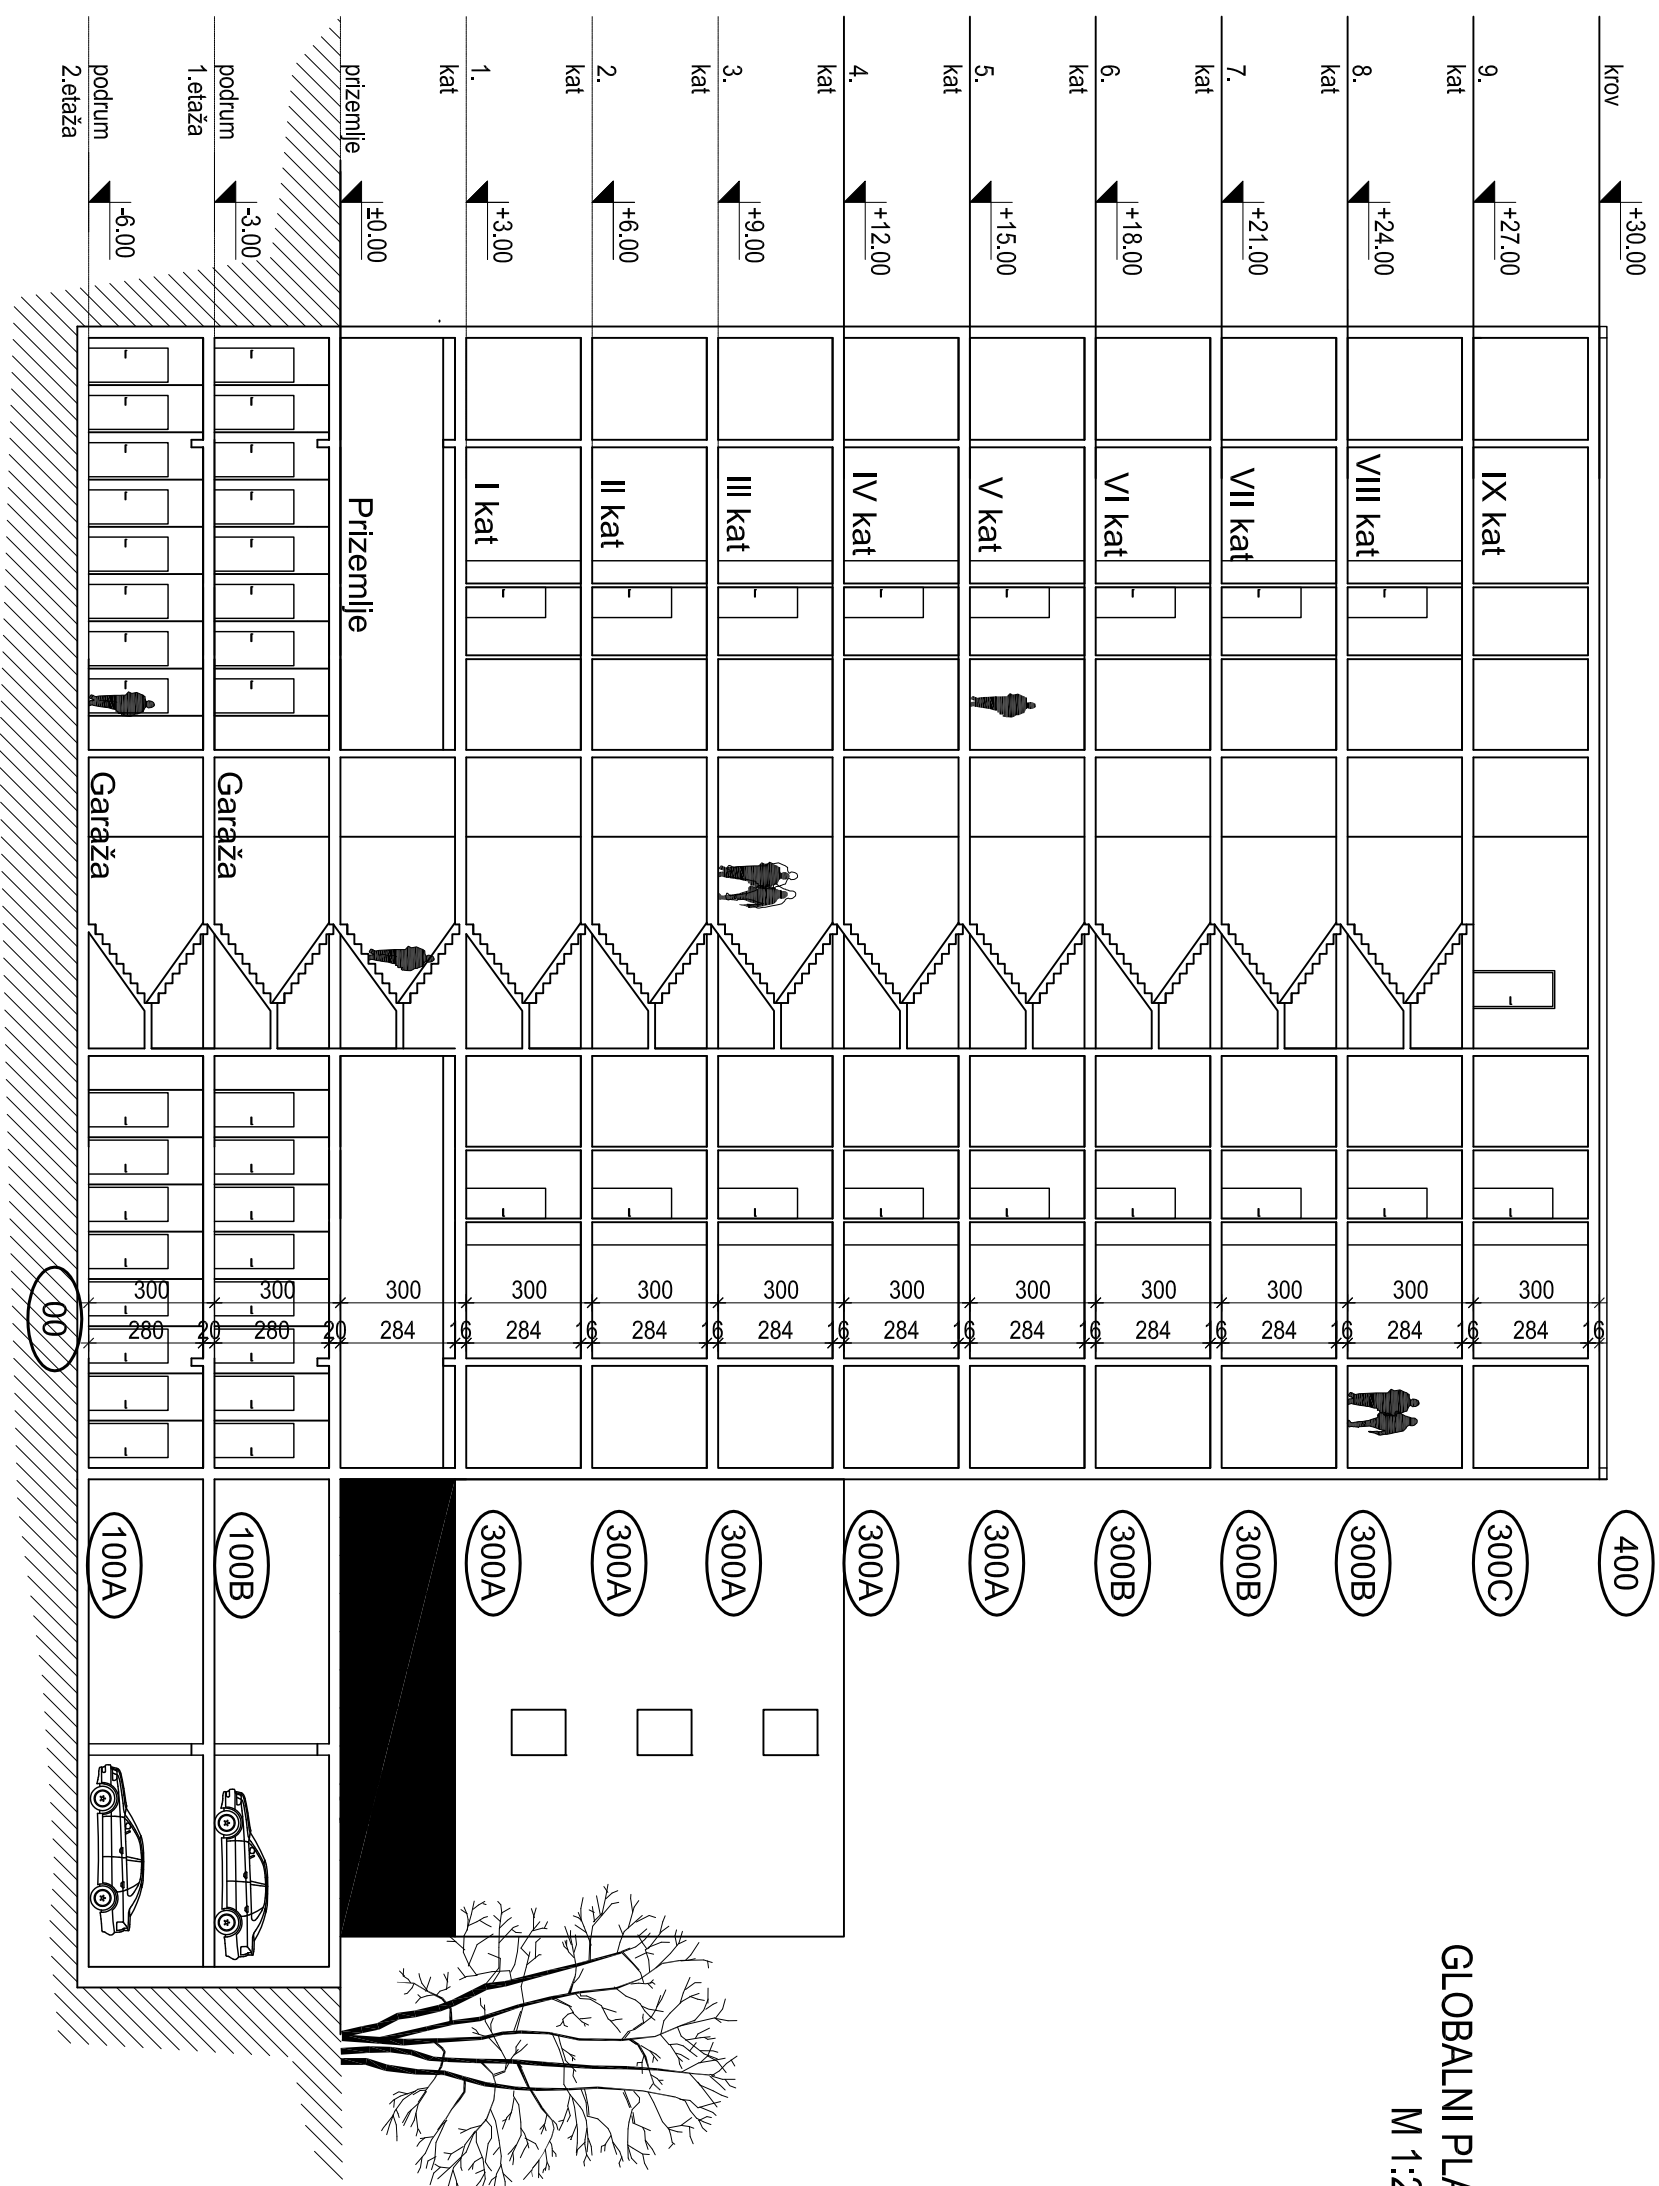 krov
+30.00
9.
kat
+27.00
8.
kat
+24.00
7.
kat
+21.00
6.
kat
+18.00
5.
kat
+15.00
4.
kat
+12.00
3.
kat
+9.00
2.
kat
+6.00
1.
kat
+3.00
prizemlje
±0.00
podrum
1.etaža
-3.00
podrum
2.etaža
-6.00
IX kat
VIII kat
VII kat
VI kat
V kat
IV kat
III kat
II kat
I kat
Prizemlje
Garaža
Garaža
300
300
300
300
300
300
300
300
300
300
300
300
16
284
16
284
16
284
16
284
16
284
16
284
16
284
16
284
16
284
16
284
20
280
20
280
400
300C
300B
300B
300B
300A
300A
300A
300A
300A
100B
100A
00
GLOBALNI PLA
M 1:2